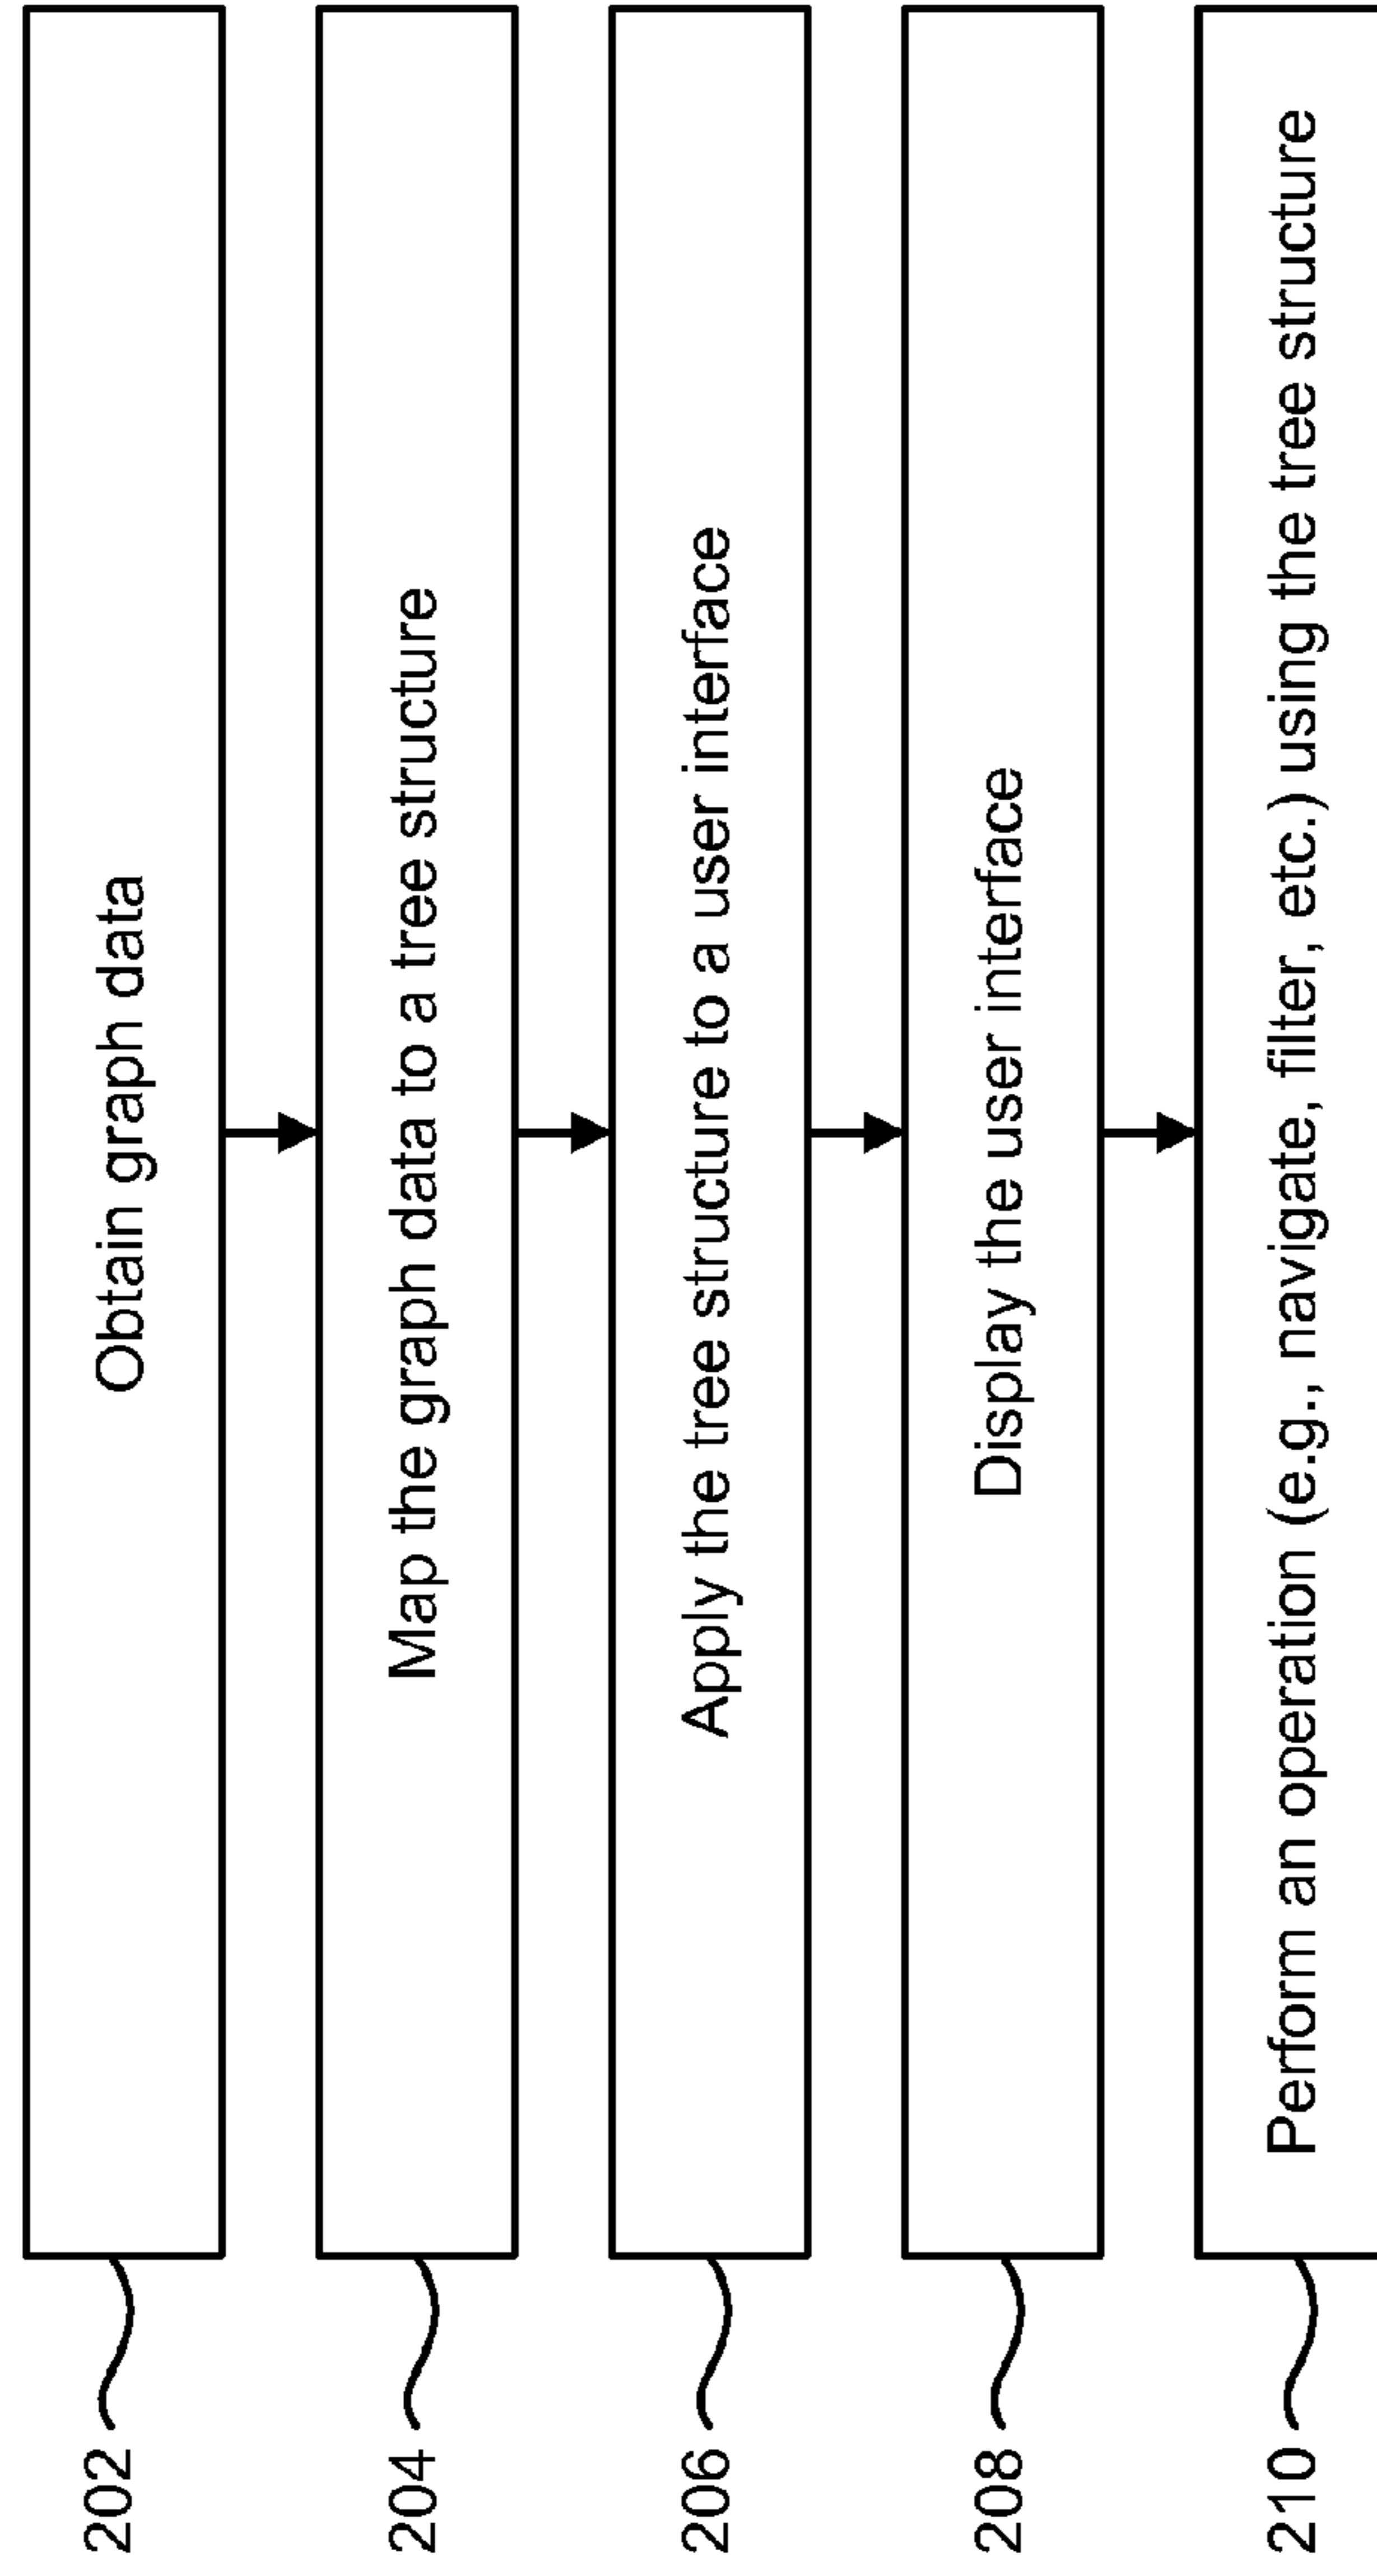 202 Obtain graph data
204 Map the graph data to a tree structure
206 Apply the tree structure to a user interface
208 Display the user interface
210 Perform an operation (e.g., navigate, filter, etc.) using the tree structure